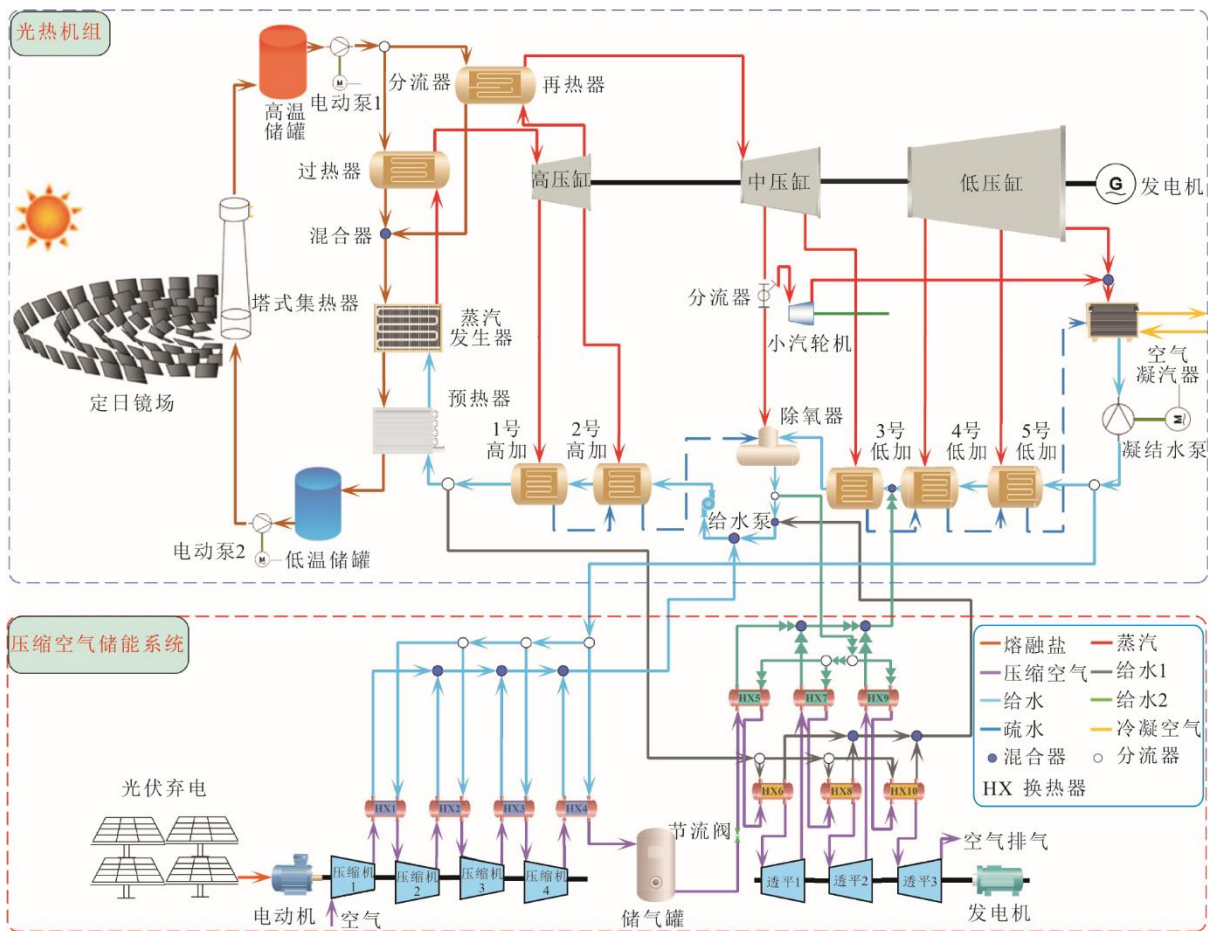 光热机组
高温
储罐
电动泵1
M
分流器
再热器
过热器
高压缸
中压缸
低压缸
G
发电机
混合器
塔式集热器
蒸汽
发生器
分流器
小汽轮机
空气
凝汽器
定日镜场
预热器
1号
高加
2号
高加
除氧器
3号
低加
4号
低加
5号
低加
M
凝结水泵
给水泵
电动泵2
M
低温储罐
压缩空气储能系统
熔融盐
蒸汽
压缩空气
给水1
给水
给水2
疏水
冷凝空气
混合器
分流器
HX 换热器
HX5
HX7
HX9
光伏弃电
HX1
HX2
HX3
HX4
HX6
HX8
HX10
节流阀
空气排气
压缩机
1
压缩机
2
压缩机
3
压缩机
4
透平1
透平2
透平3
电动机
空气
储气罐
发电机